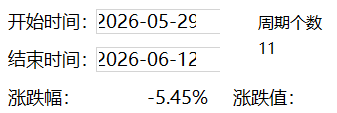 开始时间：2026-05-29 周期个数
11
结束时间：2026-06-12
涨跌幅： -5.45% 涨跌值：